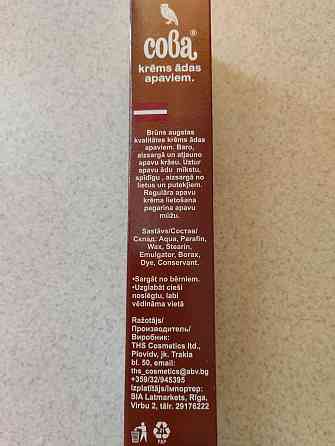 сова®
krēms ādas
apaviem.
Brūns augstas
kvalitātes krēms ādas
apaviem. Baro,
aizsargā un atjauno
apavu krāsu. Uztur
apavu ādu mīkstu,
spīdīgu , aizsargā no
lietus un putekļiem.
Regulāra apavu
krēma lietošana
pagarina apavu
mūžu.
Sastāvs/Состав/
Склад: Aqua, Parafin,
Wax, Stearin,
Emulgator, Borax,
Dye, Conservant.
•Sargāt no bērniem.
•Uzglabāt cieši
noslēgtu, labi
vēdināmā vietā
Ražotājs/
Производитель/
Виробник:
THS Cosmetics ltd.,
Plovidv, jk. Trakia
bl. 50, email:
ths_cosmetics@abv.bg
+359/32/945395
Izplatītājs/Імпортер:
SIA Latmarkets, Rīga,
Virbu 2, tālr. 29176222
PAP